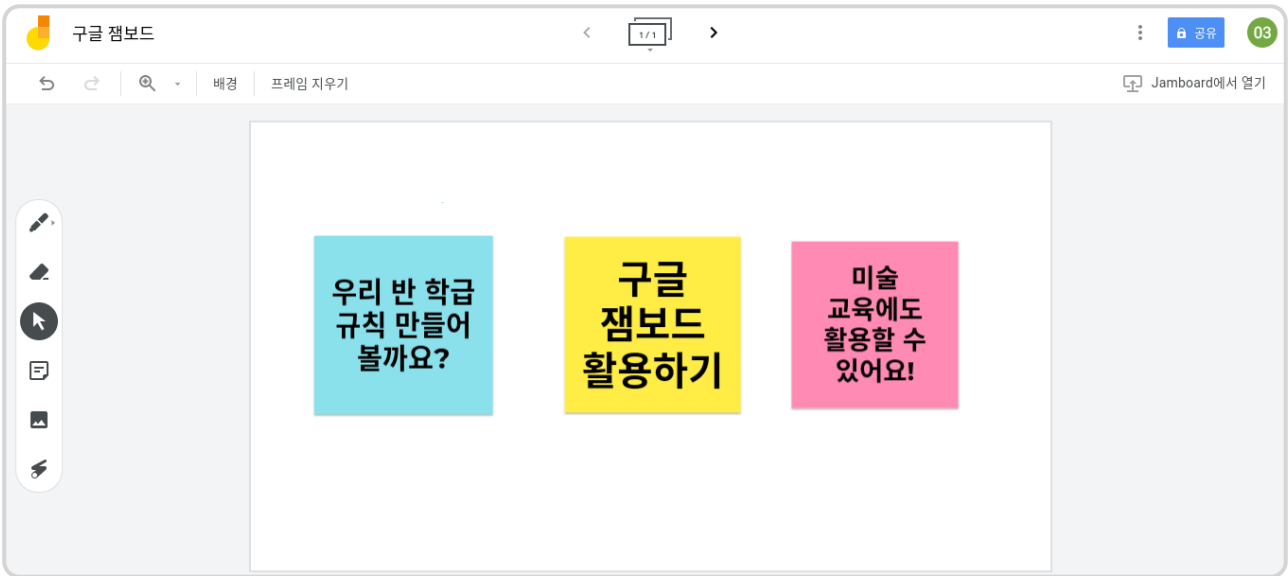 구글 잼보드
1/1
공유
03
배경
프레임 지우기
Jamboard에서 열기
우리 반 학급
규칙 만들어
볼까요?
구글
잼보드
활용하기
미술
교육에도
활용할 수
있어요!